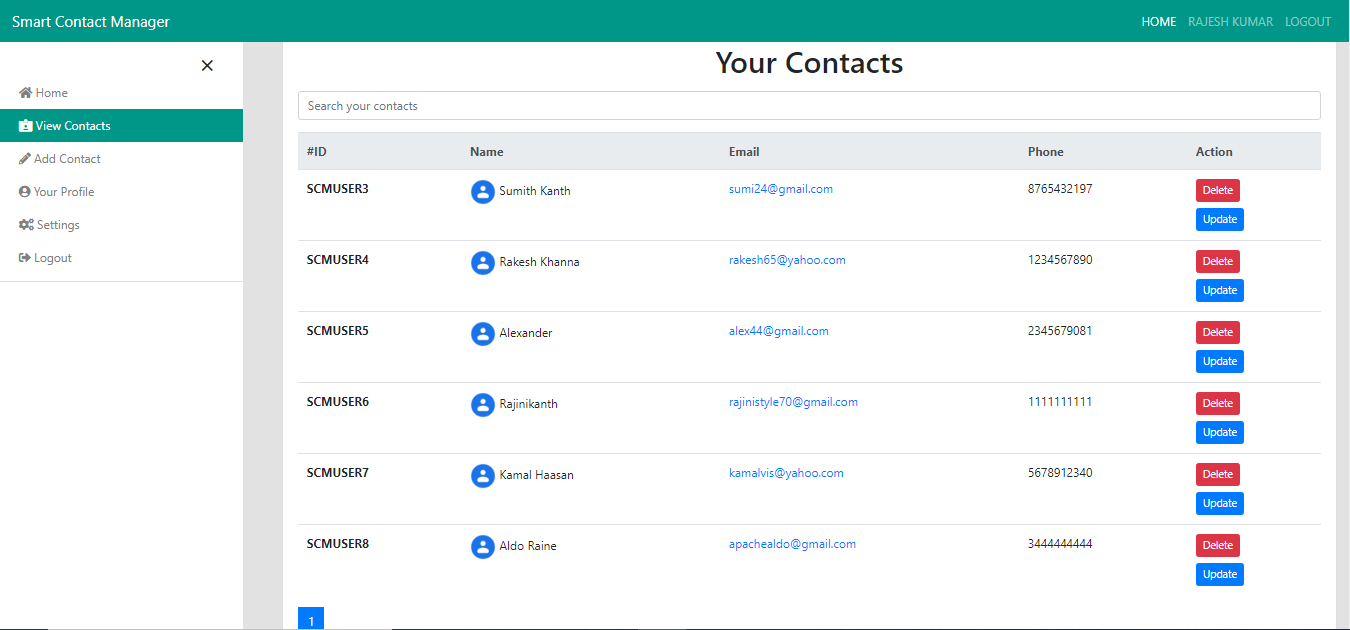 Smart Contact Manager HOME RAJESH KUMAR LOGOUT
Home
View Contacts
Add Contact
Your Profile
Settings
Logout
Your Contacts
Search your contacts
#ID Name Email Phone Action
SCMUSER3 Sumith Kanth sumi24@gmail.com 8765432197 Delete
Update
SCMUSER4 Rakesh Khanna rakesh65@yahoo.com 1234567890 Delete
Update
SCMUSER5 Alexander alex44@gmail.com 2345679081 Delete
Update
SCMUSER6 Rajinikanth rajinistyle70@gmail.com 1111111111 Delete
Update
SCMUSER7 Kamal Haasan kamalvis@yahoo.com 5678912340 Delete
Update
SCMUSER8 Aldo Raine apachealdo@gmail.com 3444444444 Delete
Update
1